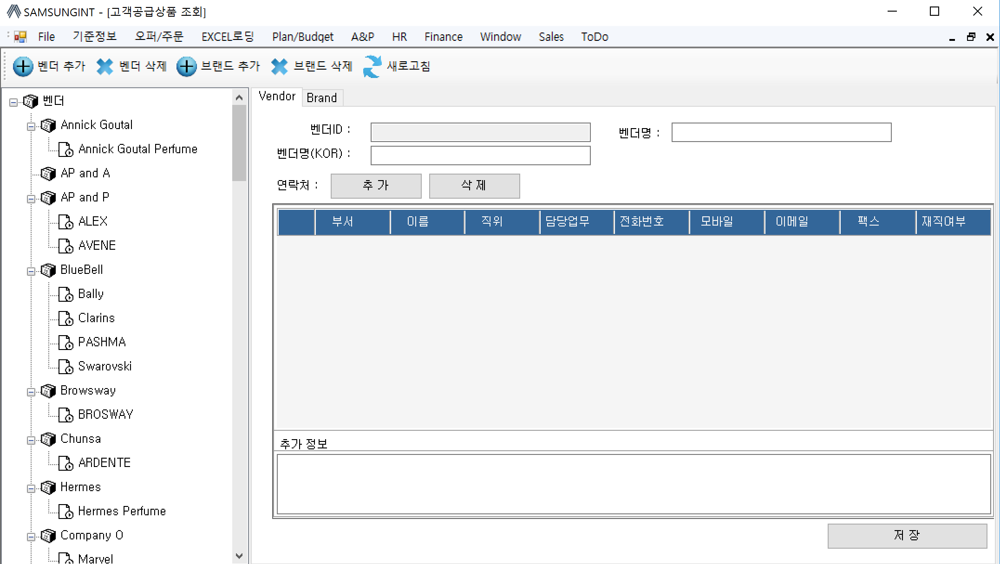 SAMSUNGINT - [고객공급상품 조회]
File 기준정보 오퍼/주문 EXCEL로딩 Plan/Budget A&P HR Finance Window Sales ToDo
벤더 추가 벤더 삭제 브랜드 추가 브랜드 삭제 새로고침
벤더
Annick Goutal
Annick Goutal Perfume
AP and A
AP and P
ALEX
AVENE
BlueBell
Bally
Clarins
PASHMA
Swarovski
Browsway
BROSWAY
Chunsa
ARDENTE
Hermes
Hermes Perfume
Company O
Marvel
Vendor Brand
벤더ID : 벤더명 :
벤더명(KOR) :
연락처 : 추 가 삭 제
부서 이름 직위 담당업무 전화번호 모바일 이메일 팩스 재직여부
추가 정보
저 장